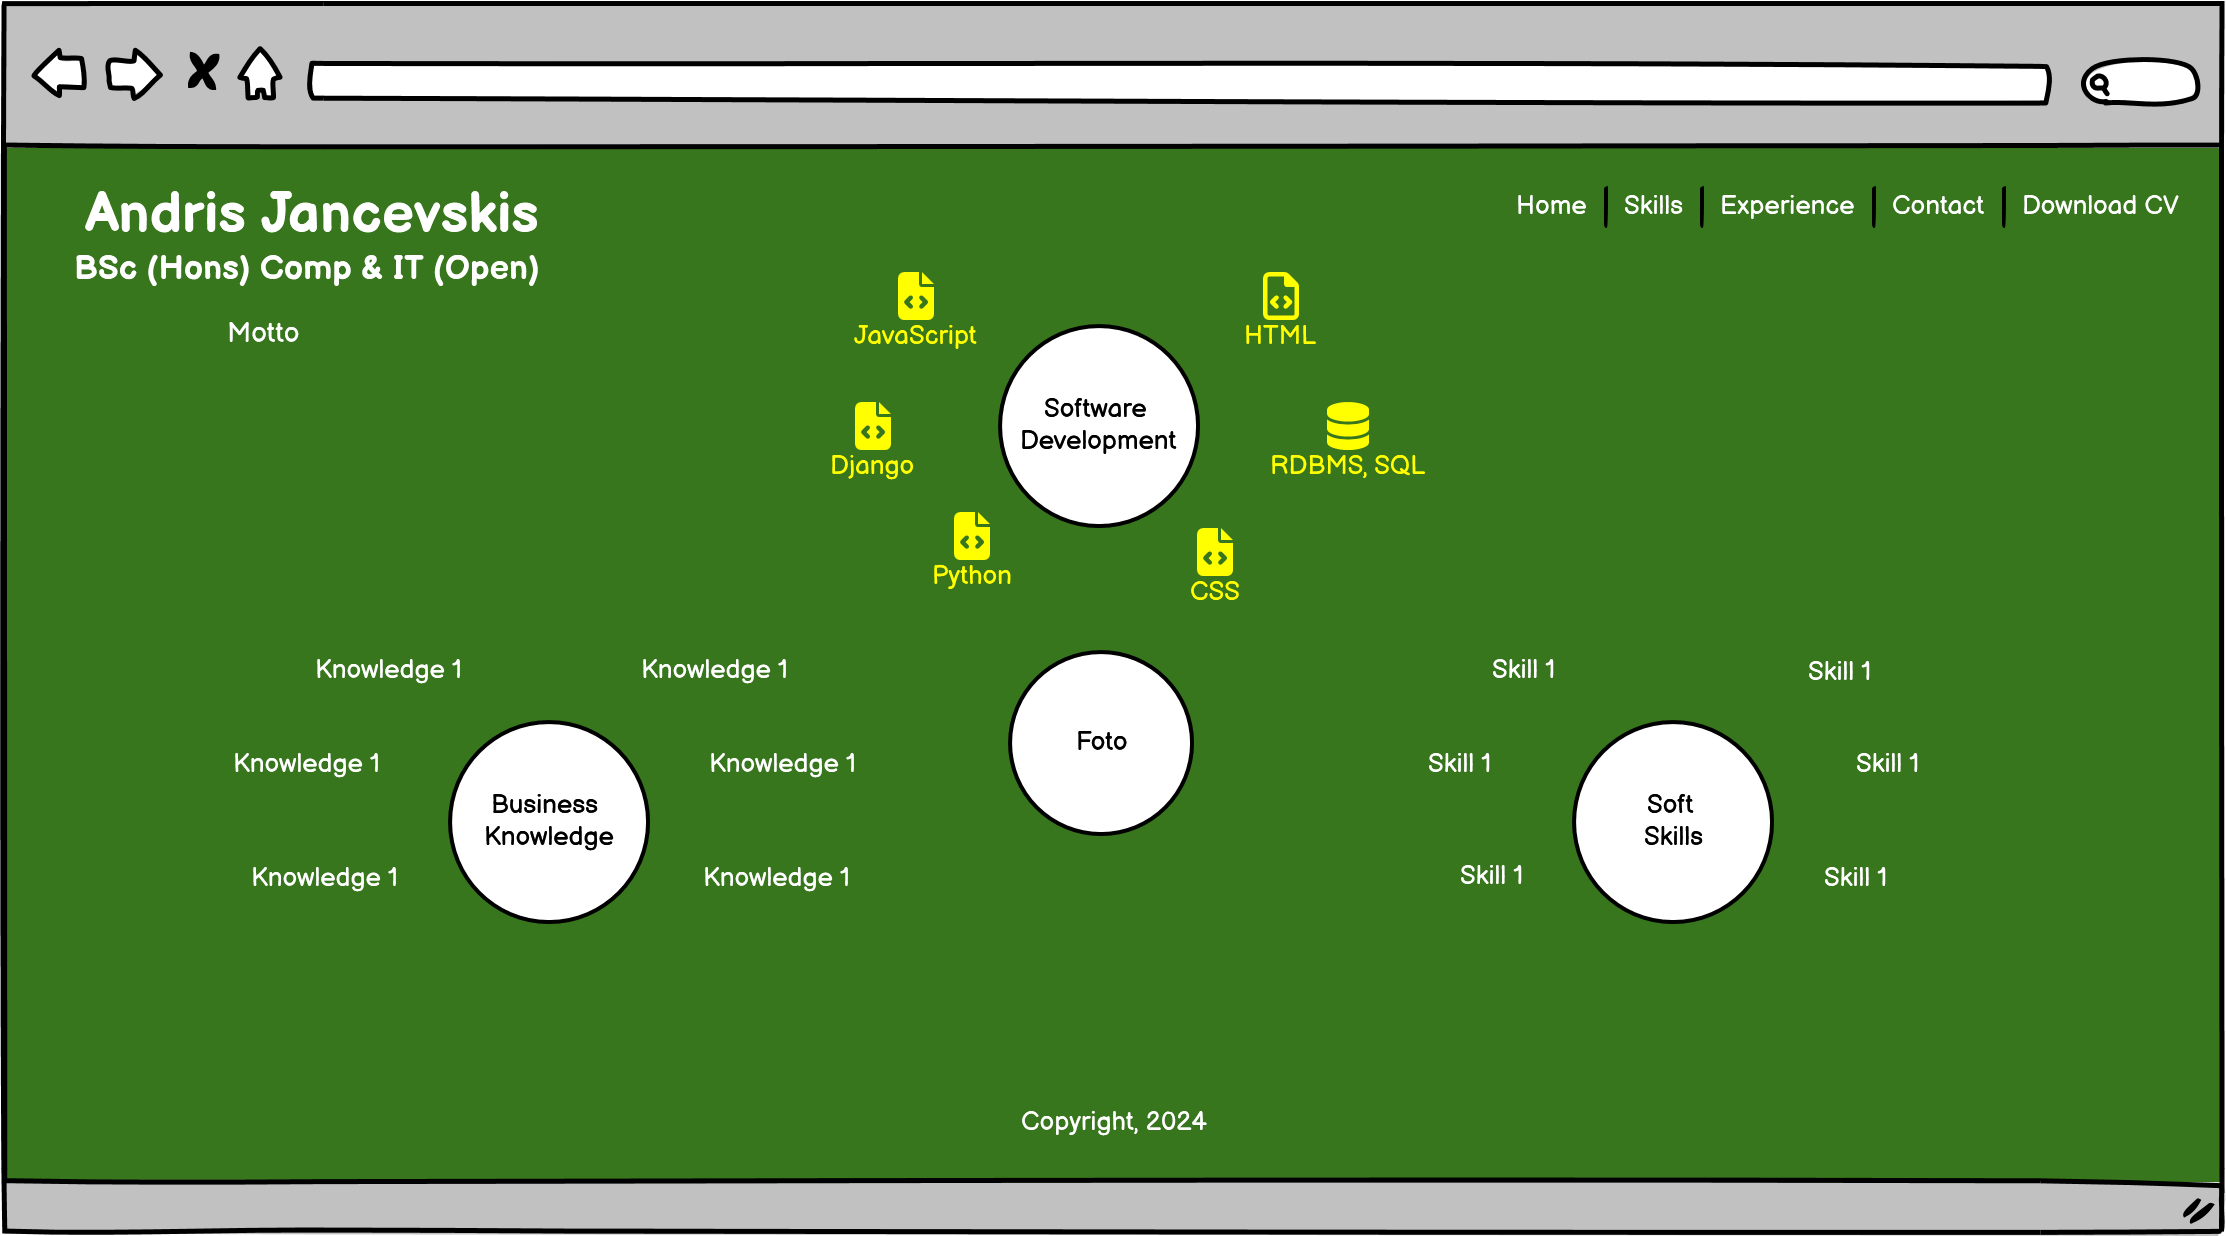 Andris Jancevskis
BSc (Hons) Comp & IT (Open)
Motto
Home
Skills
Experience
Contact
Download CV
JavaScript
HTML
Software
Development
Django
RDBMS, SQL
Python
CSS
Knowledge 1
Knowledge 1
Knowledge 1
Knowledge 1
Business
Knowledge
Knowledge 1
Knowledge 1
Foto
Skill 1
Skill 1
Skill 1
Skill 1
Soft
Skills
Skill 1
Skill 1
Copyright, 2024